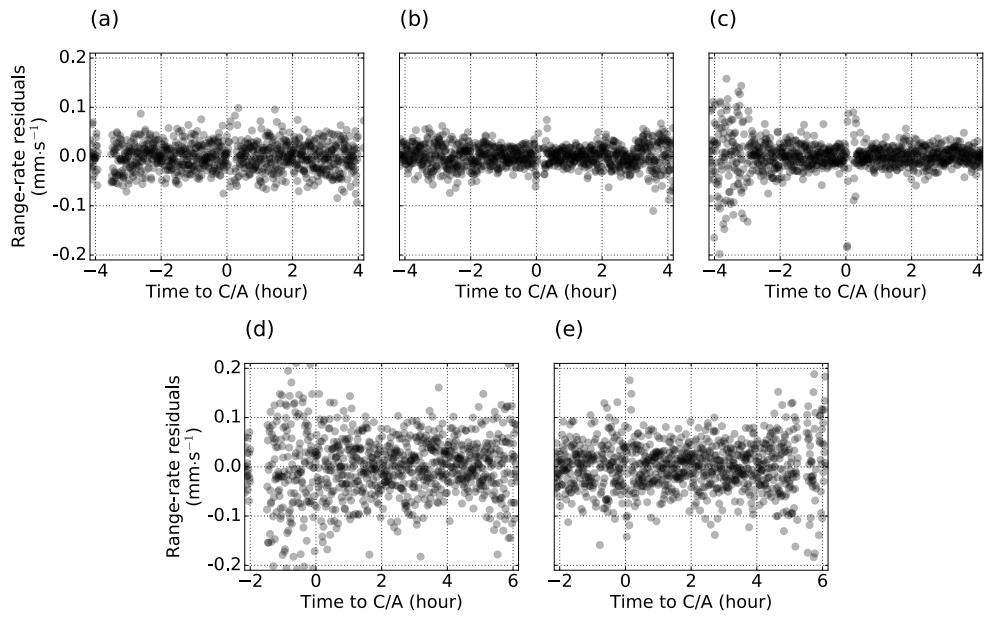 (a) (b) (c)
Range-rate residuals
(mm·s⁻¹)
0.2
0.1
0.0
-0.1
-0.2
−4 −2 0 2 4 −4 −2 0 2 4 −4 −2 0 2 4
Time to C/A (hour) Time to C/A (hour) Time to C/A (hour)
(d) (e)
Range-rate residuals
(mm·s⁻¹)
0.2
0.1
0.0
-0.1
-0.2
−2 0 2 4 6 −2 0 2 4 6
Time to C/A (hour) Time to C/A (hour)